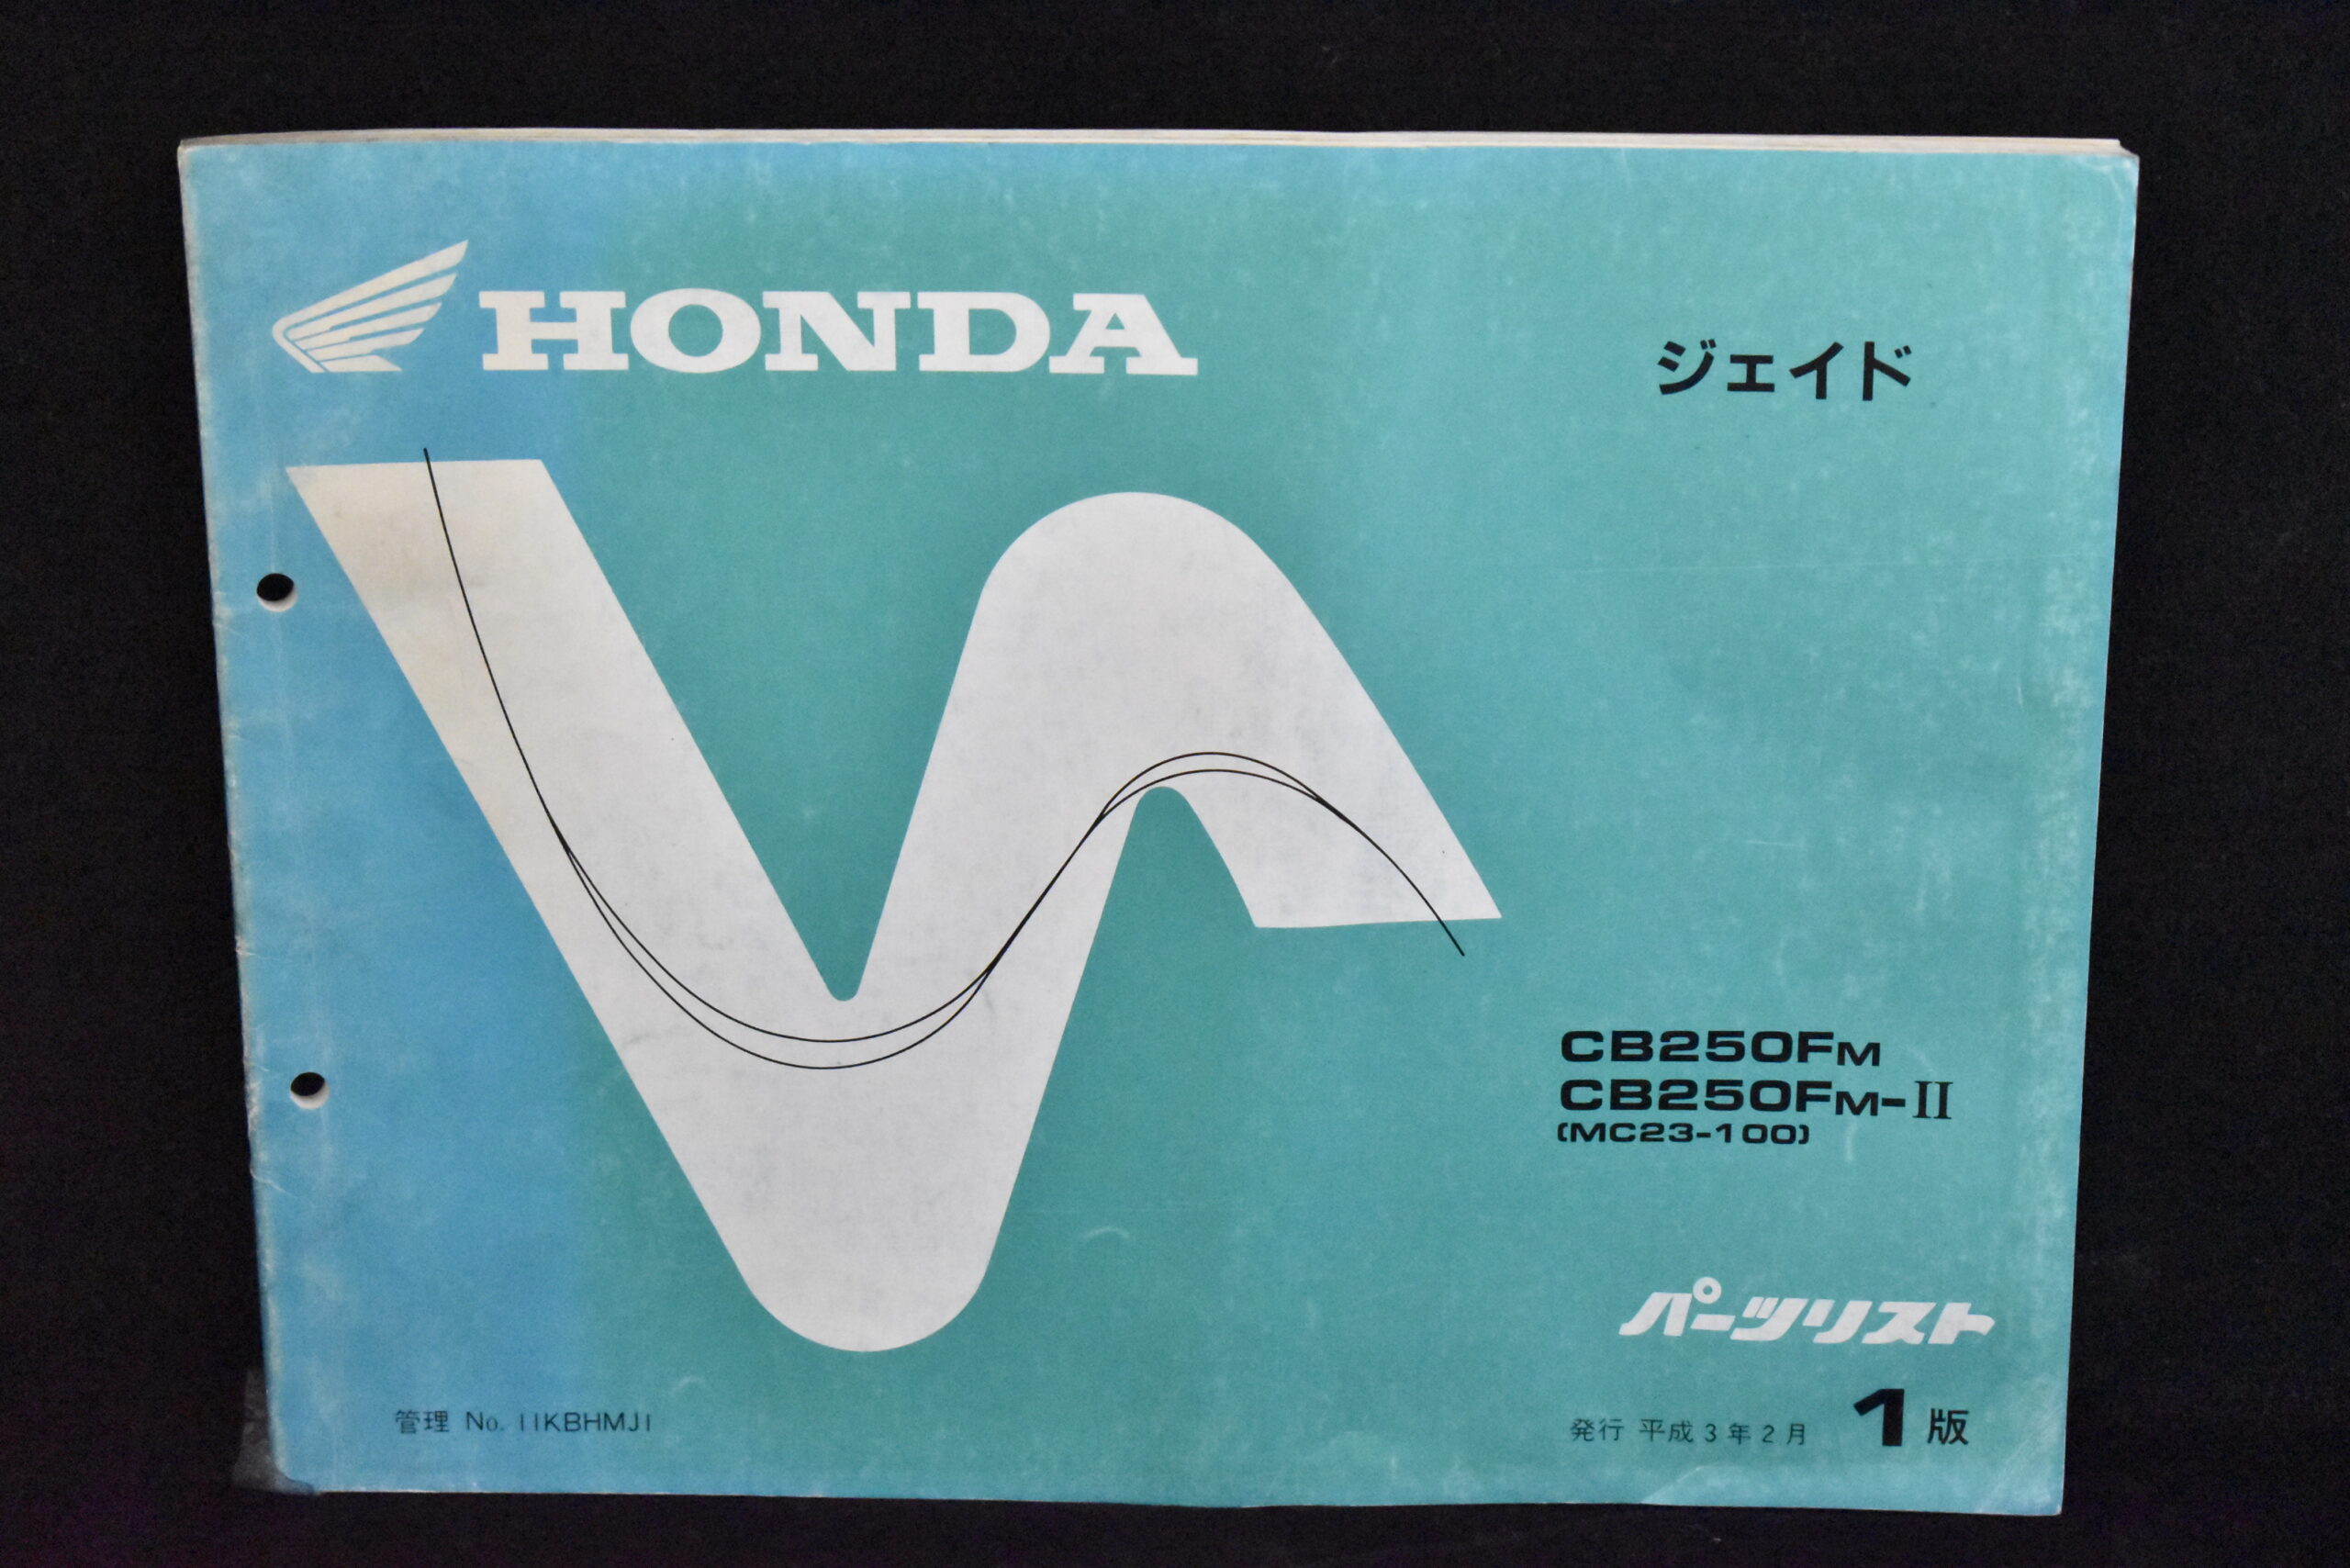 HONDA
ジェイド
CB250FM
CB250FM-II
(MC23-100)
パーツリスト
管理 No. 11KBHMJ1
発行 平成3年2月 1版